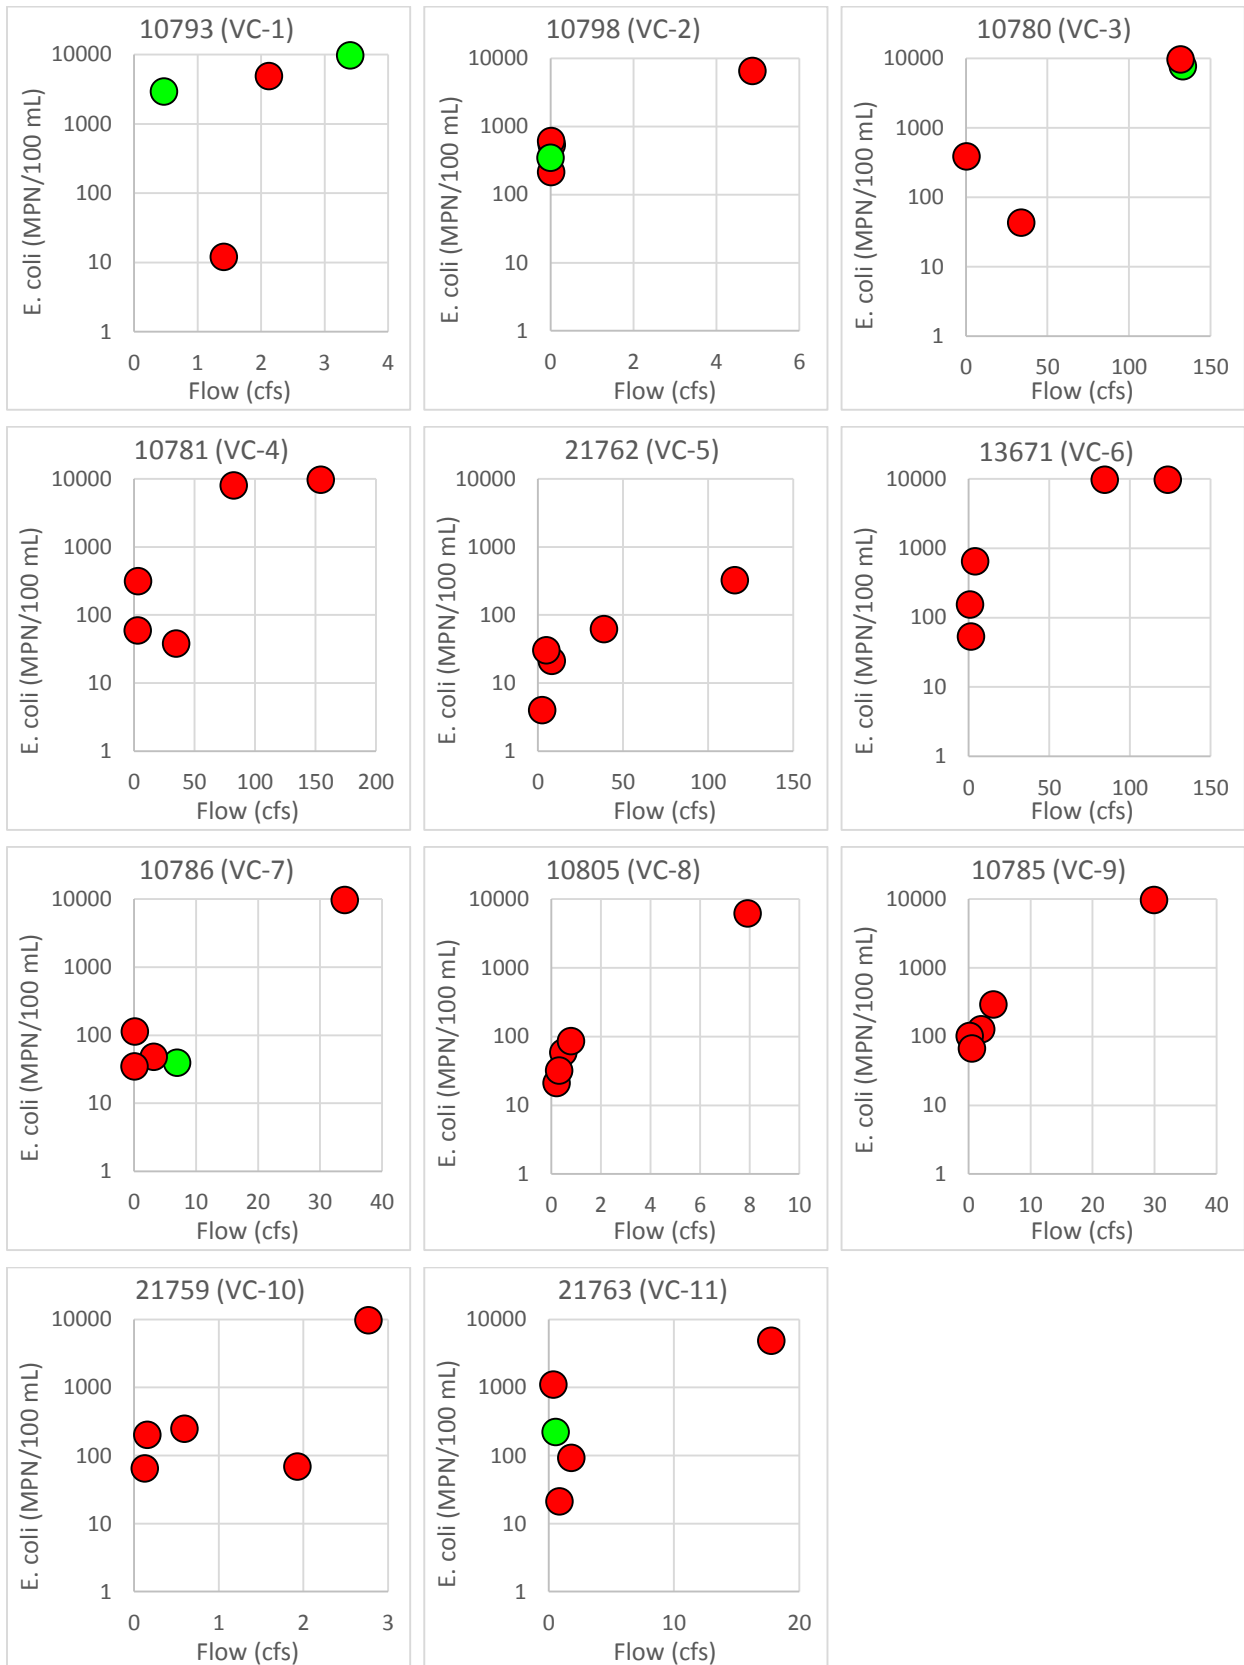 10793 (VC-1)
E. coli (MPN/100 mL)
10000
1000
100
10
1
0 1 2 3 4
Flow (cfs)
10798 (VC-2)
E. coli (MPN/100 mL)
10000
1000
100
10
1
0 2 4 6
Flow (cfs)
10780 (VC-3)
E. coli (MPN/100 mL)
10000
1000
100
10
1
0 50 100 150
Flow (cfs)
10781 (VC-4)
E. coli (MPN/100 mL)
10000
1000
100
10
1
0 50 100 150 200
Flow (cfs)
21762 (VC-5)
E. coli (MPN/100 mL)
10000
1000
100
10
1
0 50 100 150
Flow (cfs)
13671 (VC-6)
E. coli (MPN/100 mL)
10000
1000
100
10
1
0 50 100 150
Flow (cfs)
10786 (VC-7)
E. coli (MPN/100 mL)
10000
1000
100
10
1
0 10 20 30 40
Flow (cfs)
10805 (VC-8)
E. coli (MPN/100 mL)
10000
1000
100
10
1
0 2 4 6 8 10
Flow (cfs)
10785 (VC-9)
E. coli (MPN/100 mL)
10000
1000
100
10
1
0 10 20 30 40
Flow (cfs)
21759 (VC-10)
E. coli (MPN/100 mL)
10000
1000
100
10
1
0 1 2 3
Flow (cfs)
21763 (VC-11)
E. coli (MPN/100 mL)
10000
1000
100
10
1
0 10 20
Flow (cfs)